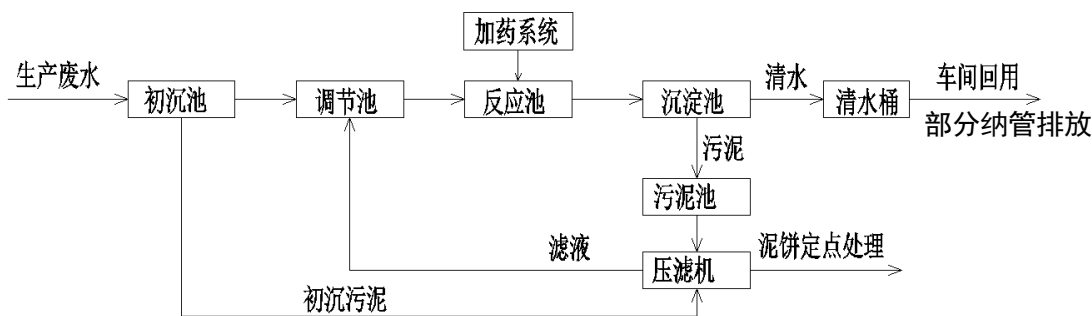 加药系统
生产废水
初沉池
调节池
反应池
沉淀池
清水
清水桶
车间回用
部分纳管排放
污泥
污泥池
滤液
压滤机
泥饼定点处理
初沉污泥